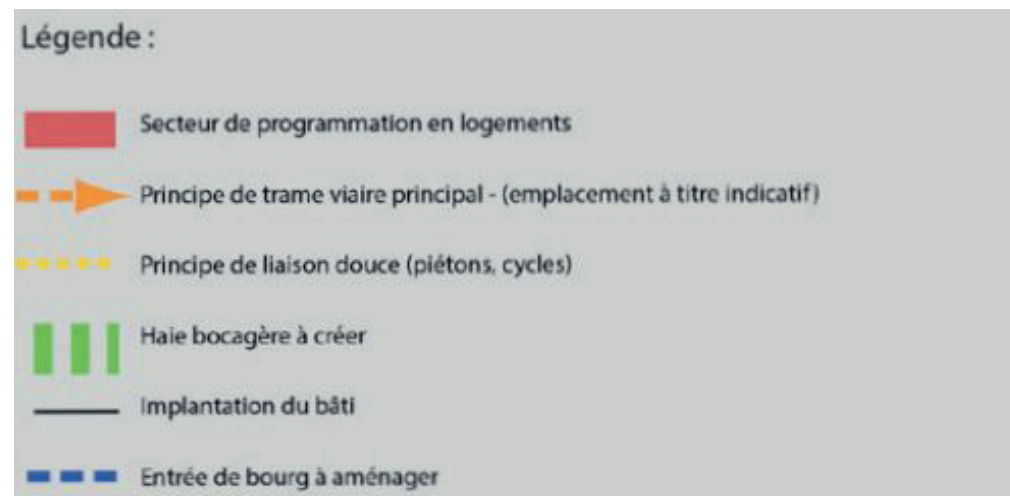 Légende :
Secteur de programmation en logements
Principe de trame viaire principal - (emplacement à titre indicatif)
Principe de liaison douce (piétons, cycles)
Haie bocagère à créer
Implantation du bâti
Entrée de bourg à aménager